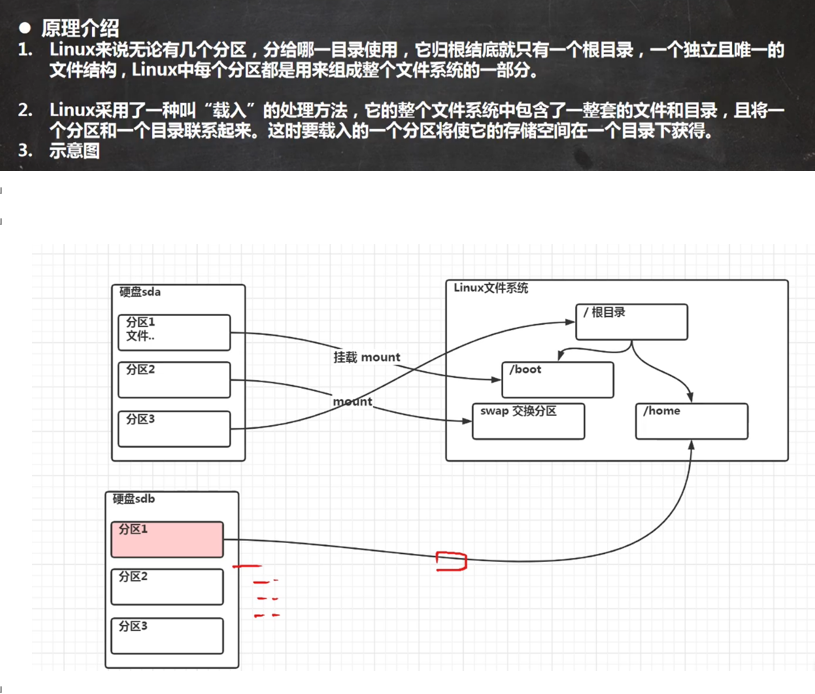 ● 原理介绍
1. Linux来说无论有几个分区，分给哪一目录使用，它归根结底就只有一个根目录，一个独立且唯一的
文件结构，Linux中每个分区都是用来组成整个文件系统的一部分。
2. Linux采用了一种叫“载入”的处理方法，它的整个文件系统中包含了一整套的文件和目录，且将一
个分区和一个目录联系起来。这时要载入的一个分区将使它的存储空间在一个目录下获得。
3. 示意图
硬盘sda
分区1
文件..
分区2
分区3
挂载 mount
mount
Linux文件系统
/ 根目录
/boot
swap 交换分区
/home
硬盘sdb
分区1
分区2
分区3